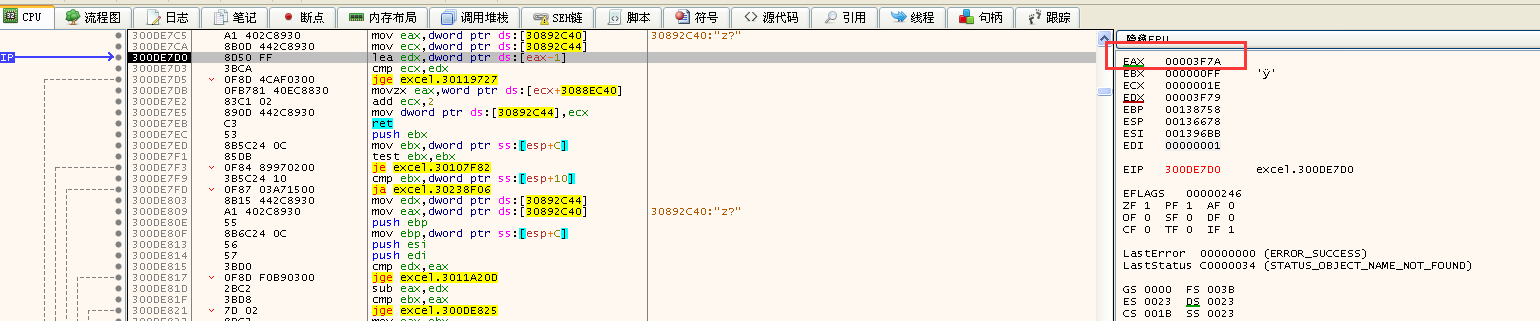 CPU 流程图 日志 笔记 断点 内存布局 调用堆栈 SEH链 脚本 符号 源代码 引用 线程 句柄 跟踪
300DE7C5 A1 402C8930 mov eax,dword ptr ds:[30892C40] 30892C40:"z?"
300DE7CA 8B0D 442C8930 mov ecx,dword ptr ds:[30892C44]
IP 300DE7D0 8D50 FF lea edx,dword ptr ds:[eax-1]
300DE7D3 3BCA cmp ecx,edx
300DE7D5 0F8D 4CAF0300 jge excel.30119727
300DE7DB 0FB781 40EC8830 movzx eax,word ptr ds:[ecx+3088EC40]
300DE7E2 83C1 02 add ecx,2
300DE7E5 890D 442C8930 mov dword ptr ds:[30892C44],ecx
300DE7EB C3 ret
300DE7EC 53 push ebx
300DE7ED 8B5C24 0C mov ebx,dword ptr ss:[esp+C]
300DE7F1 85DB test ebx,ebx
300DE7F3 0F84 89970200 je excel.30107F82
300DE7F9 3B5C24 10 cmp ebx,dword ptr ss:[esp+10]
300DE7FD 0F87 03A71500 ja excel.30238F06
300DE803 8B15 442C8930 mov edx,dword ptr ds:[30892C44]
300DE809 A1 402C8930 mov eax,dword ptr ds:[30892C40] 30892C40:"z?"
300DE80E 55 push ebp
300DE80F 8B6C24 0C mov ebp,dword ptr ss:[esp+C]
300DE813 56 push esi
300DE814 57 push edi
300DE815 3BD0 cmp edx,eax
300DE817 0F8D F0B90300 jge excel.3011A20D
300DE81D 2BC2 sub eax,edx
300DE81F 3BD8 cmp ebx,eax
300DE821 7D 02 jge excel.300DE825
隐藏FPU
EAX 00003F7A
EBX 000000FF 'ÿ'
ECX 0000001E
EDX 00003F79
EBP 00138758
ESP 00136678
ESI 001396BB
EDI 00000001
EIP 300DE7D0 excel.300DE7D0
EFLAGS 00000246
ZF 1 PF 1 AF 0
OF 0 SF 0 DF 0
CF 0 TF 0 IF 1
LastError 00000000 (ERROR_SUCCESS)
LastStatus C0000034 (STATUS_OBJECT_NAME_NOT_FOUND)
GS 0000 FS 003B
ES 0023 DS 0023
CS 001B SS 0023